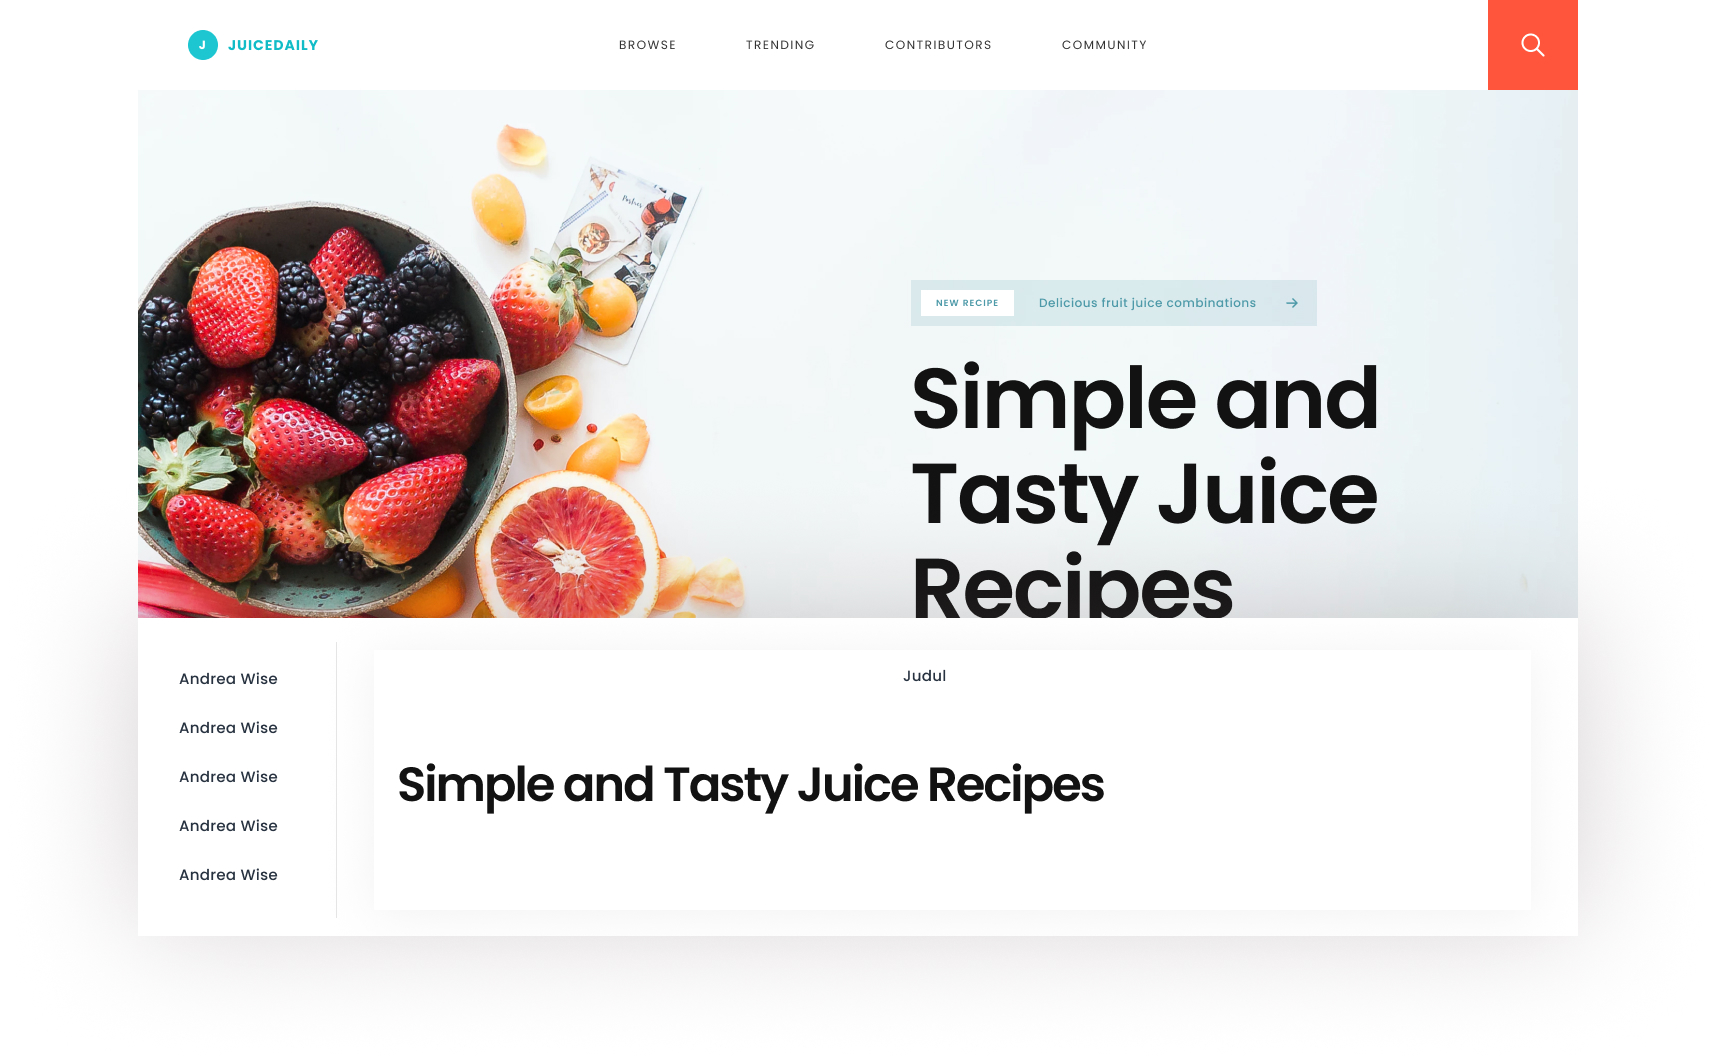 J JUICEDAILY
BROWSE TRENDING CONTRIBUTORS COMMUNITY
NEW RECIPE Delicious fruit juice combinations →
Simple and
Tasty Juice
Recipes
Andrea Wise
Andrea Wise
Andrea Wise
Andrea Wise
Andrea Wise
Judul
Simple and Tasty Juice Recipes